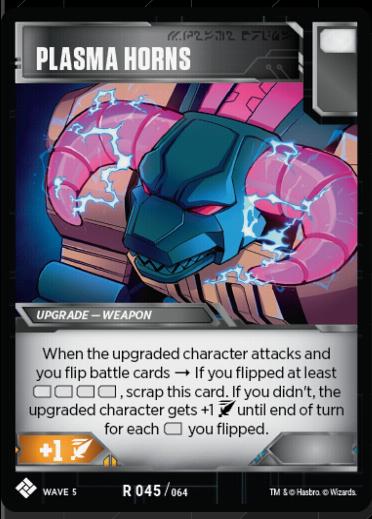 PLASMA HORNS
UPGRADE — WEAPON
When the upgraded character attacks and
you flip battle cards → If you flipped at least
, scrap this card. If you didn't, the
upgraded character gets +1 until end of turn
for each you flipped.
+1
WAVE 5 R 045/064 TM & © Hasbro. © Wizards.